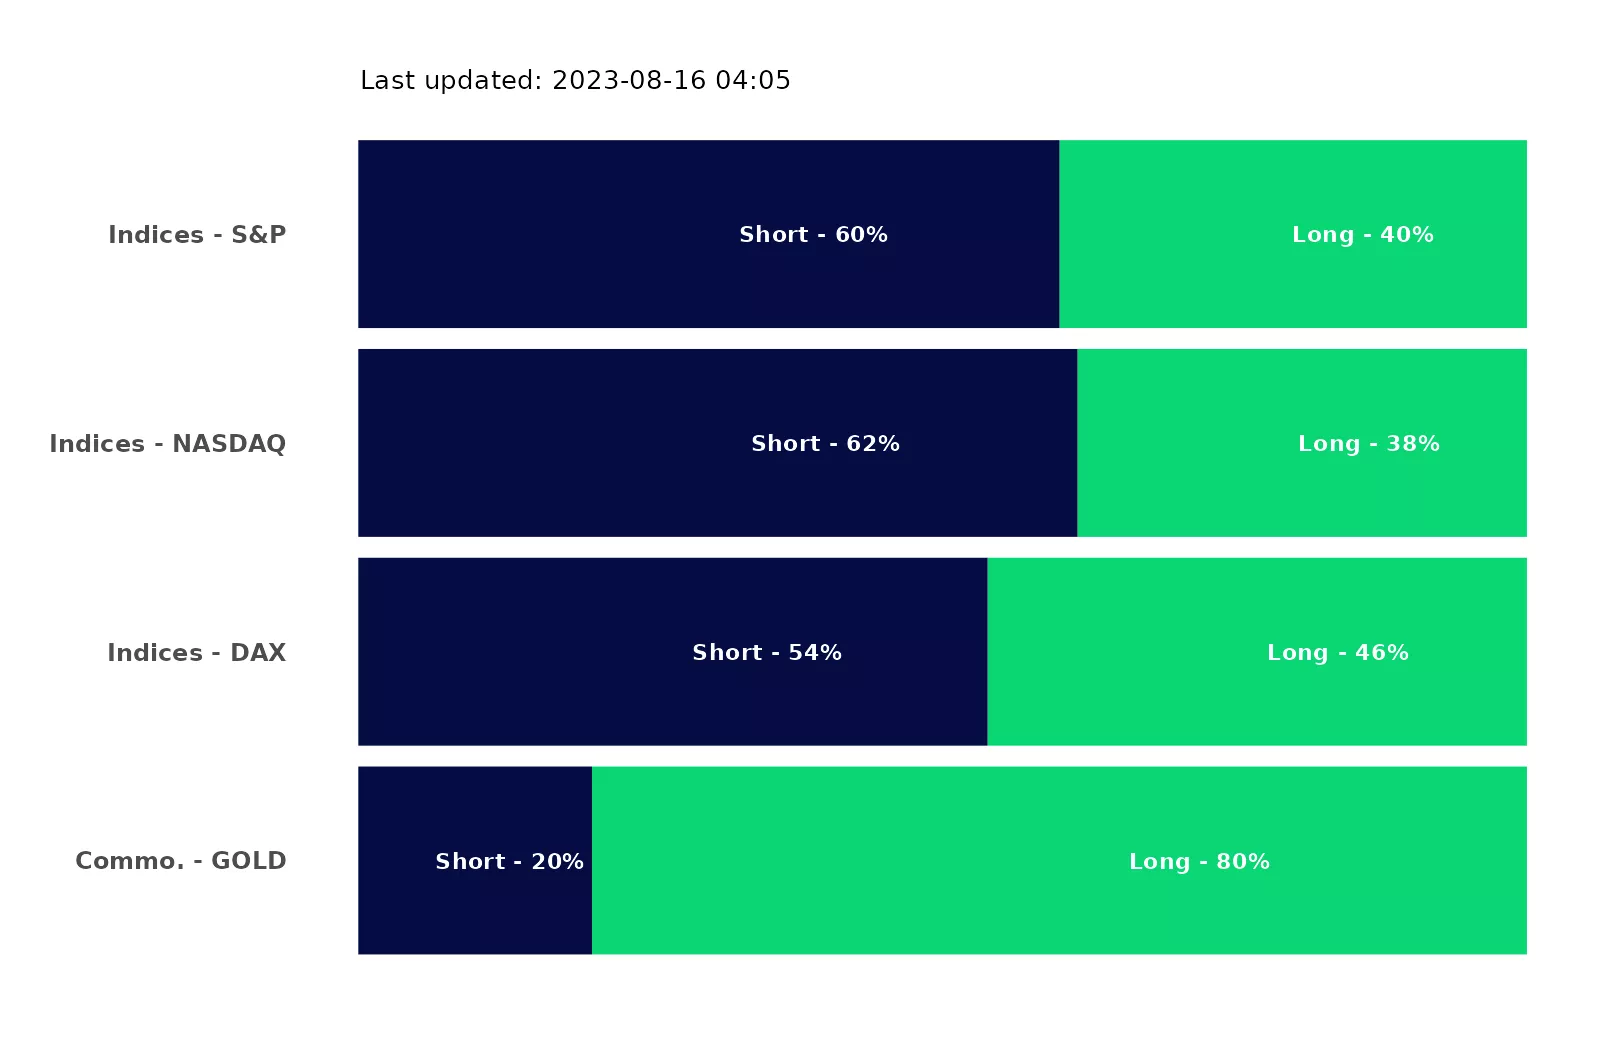 Last updated: 2023-08-16 04:05
Indices - S&P Short - 60% Long - 40%
Indices - NASDAQ Short - 62% Long - 38%
Indices - DAX Short - 54% Long - 46%
Commo. - GOLD Short - 20% Long - 80%